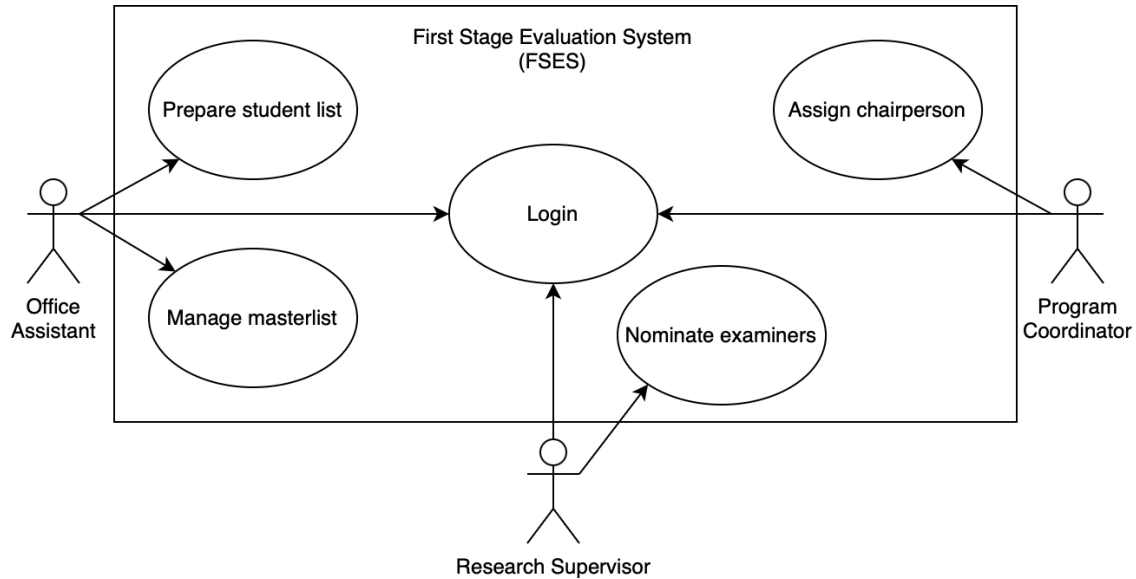 First Stage Evaluation System
(FSES)
Prepare student list
Assign chairperson
Login
Office
Assistant
Manage masterlist
Nominate examiners
Program
Coordinator
Research Supervisor